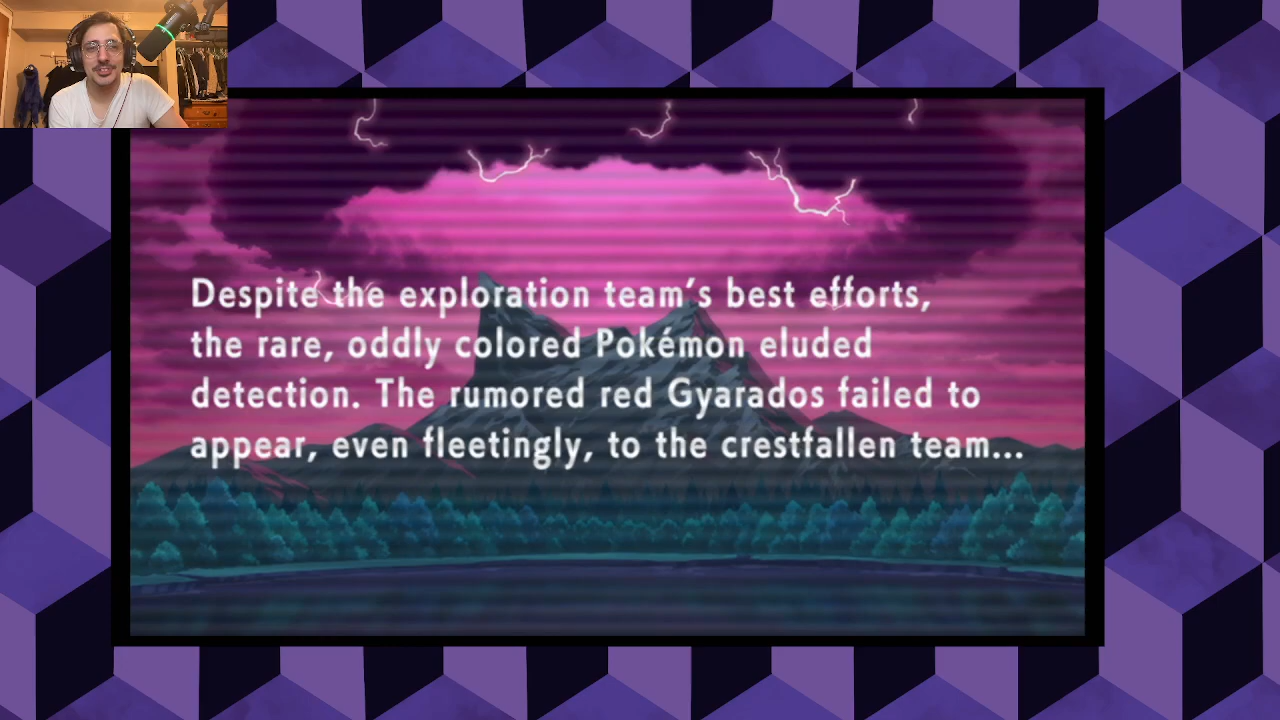 Despite the exploration team's best efforts,
the rare, oddly colored Pokémon eluded
detection. The rumored red Gyarados failed to
appear, even fleetingly, to the crestfallen team...